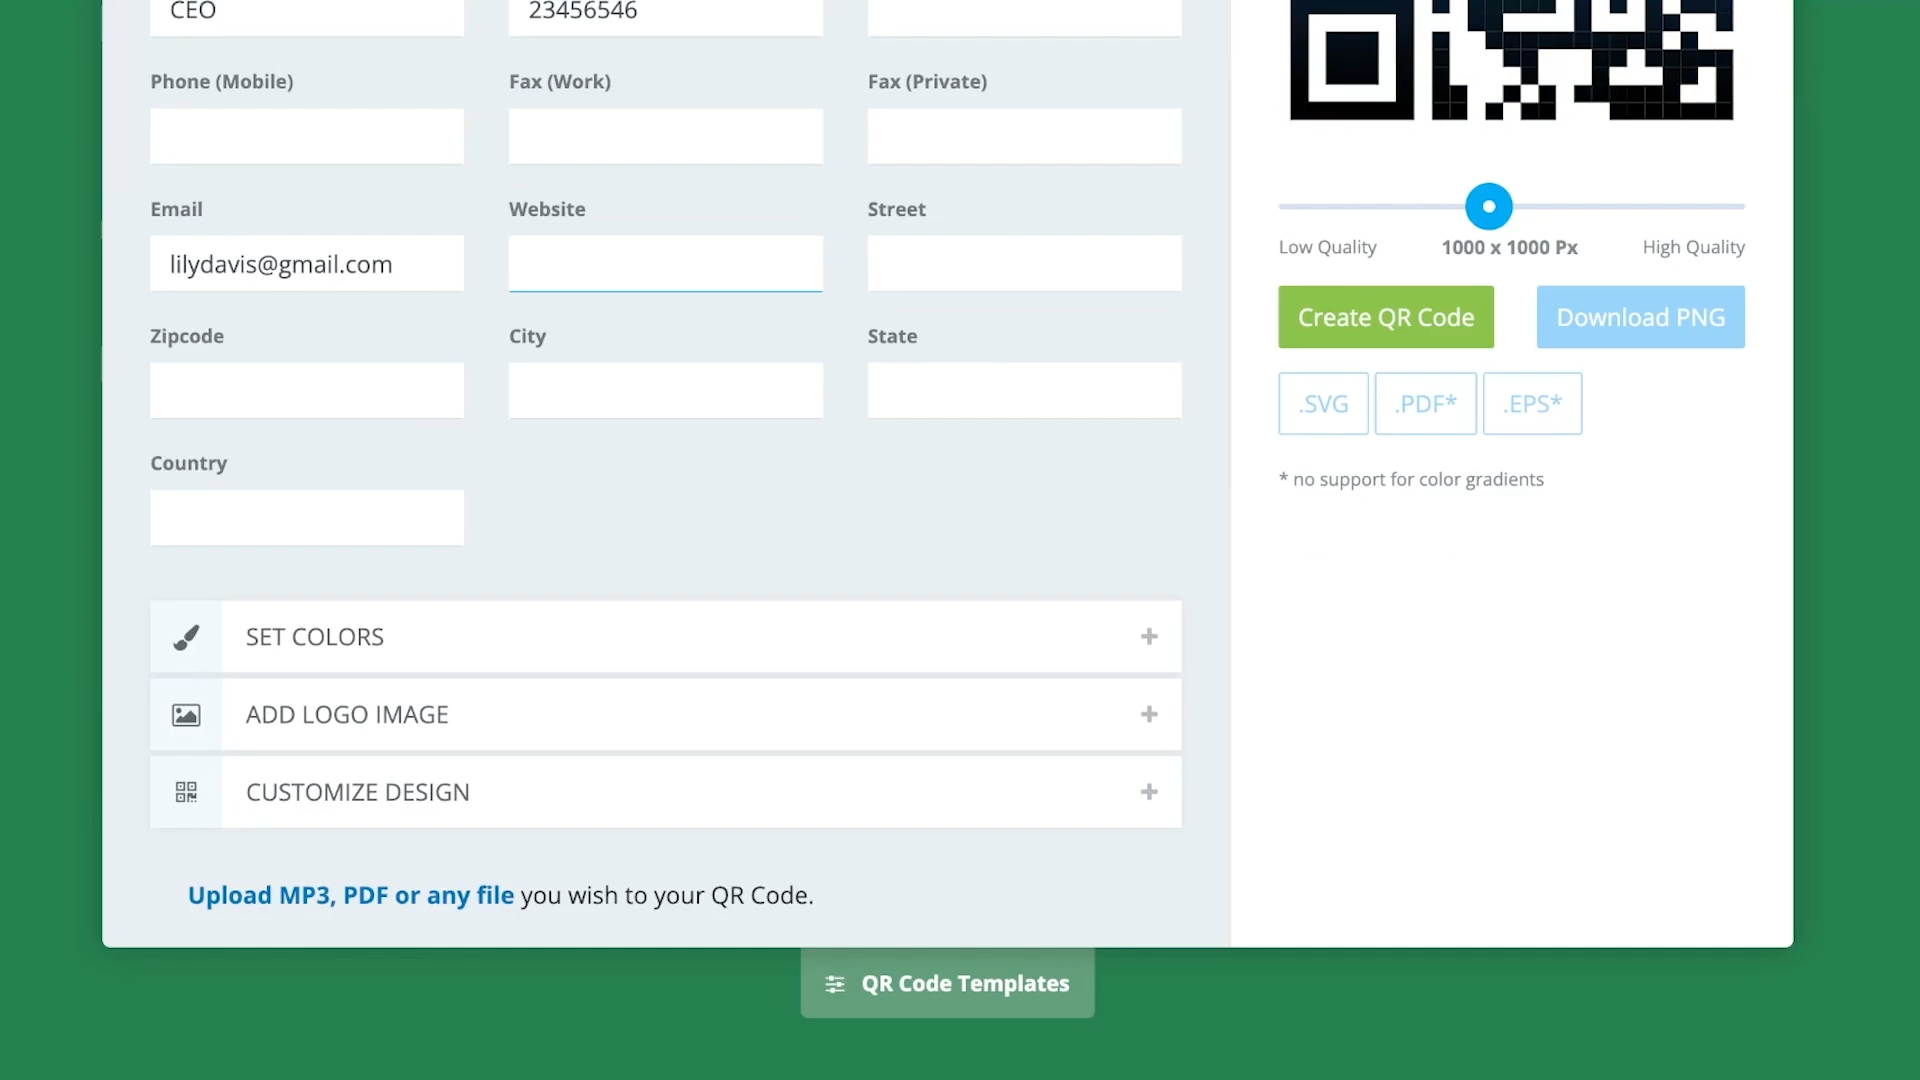 CEO
23456546
Phone (Mobile)
Fax (Work)
Fax (Private)
Email
Website
Street
lilydavis@gmail.com
Zipcode
City
State
Country
SET COLORS
ADD LOGO IMAGE
CUSTOMIZE DESIGN
Upload MP3, PDF or any file you wish to your QR Code.
Low Quality
1000 x 1000 Px
High Quality
Create QR Code
Download PNG
.SVG
.PDF*
.EPS*
* no support for color gradients
QR Code Templates